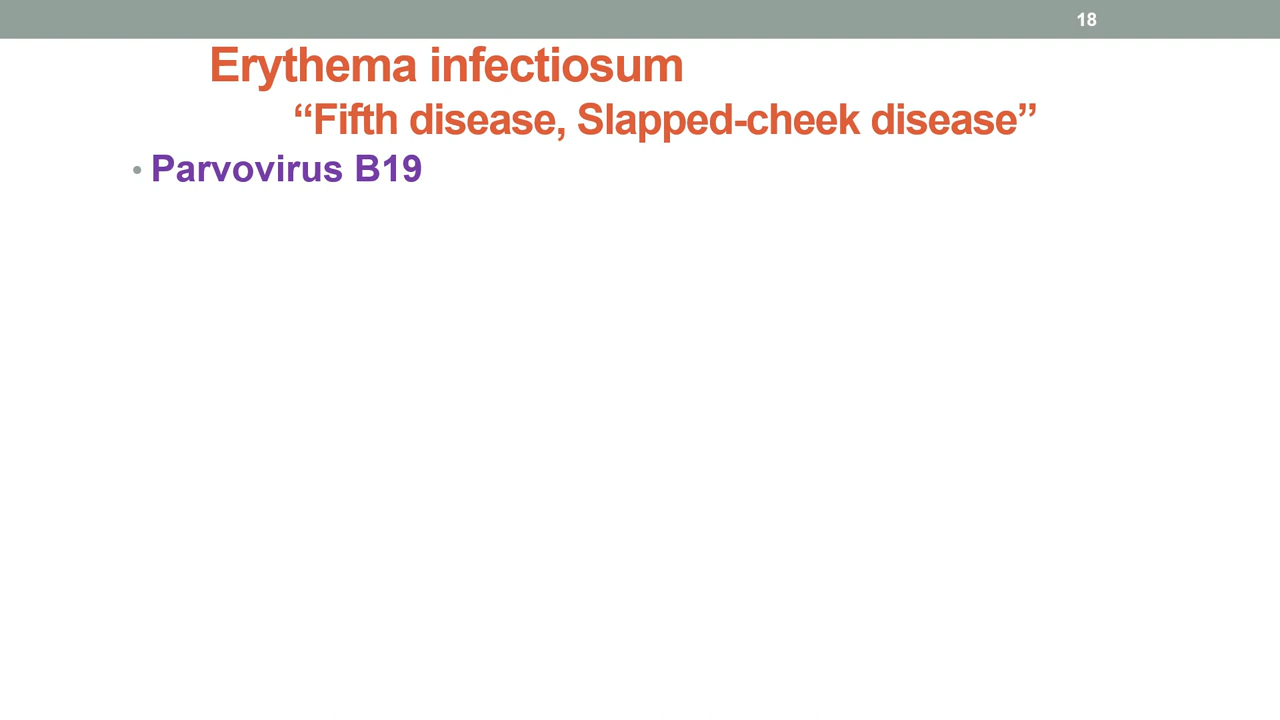 18
Erythema infectiosum
“Fifth disease, Slapped-cheek disease”
• Parvovirus B19